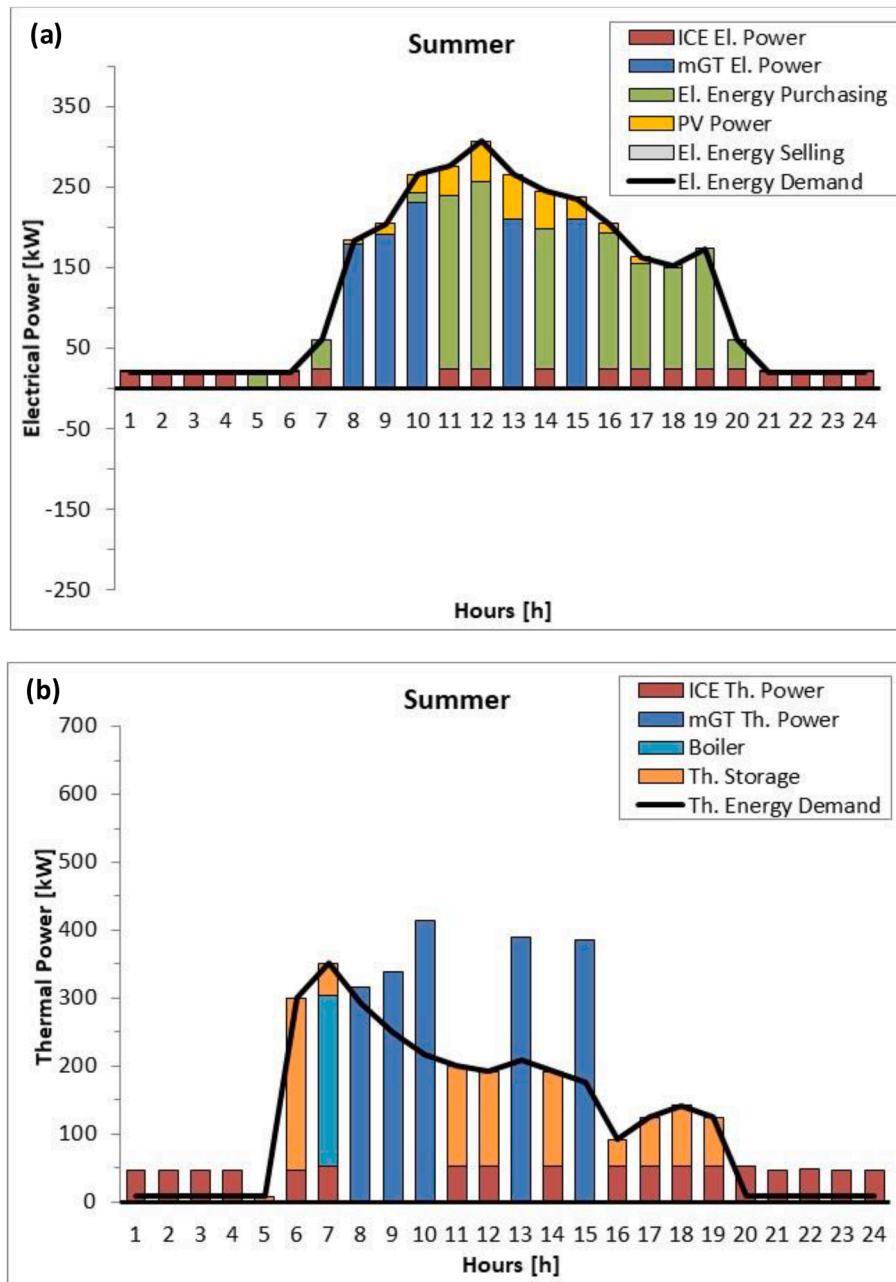 (a)
Summer
ICE El. Power
mGT El. Power
El. Energy Purchasing
PV Power
El. Energy Selling
El. Energy Demand
Electrical Power [kW]
350
250
150
50
-50
-150
-250
1 2 3 4 5 6 7 8 9 10 11 12 13 14 15 16 17 18 19 20 21 22 23 24
Hours [h]
(b)
Summer
ICE Th. Power
mGT Th. Power
Boiler
Th. Storage
Th. Energy Demand
Thermal Power [kW]
700
600
500
400
300
200
100
0
1 2 3 4 5 6 7 8 9 10 11 12 13 14 15 16 17 18 19 20 21 22 23 24
Hours [h]